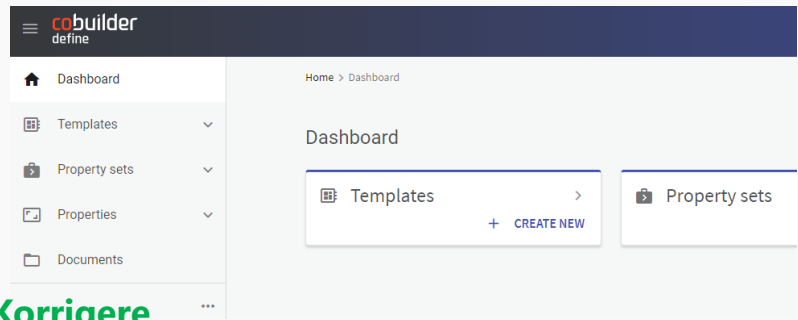 cobuilder
define
Dashboard
Templates
Property sets
Properties
Documents
Korrigere
Home > Dashboard
Dashboard
Templates
+ CREATE NEW
Property sets